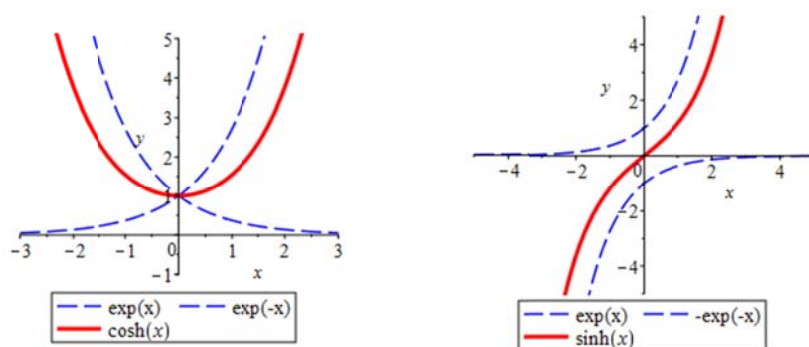 5
4
3
y
2
1
−3 −2 −1 0 1 2 3
−1
x
exp(x) exp(-x)
cosh(x)
4
y
2
−4 −2 0 2 4
x
−2
−4
exp(x) -exp(-x)
sinh(x)